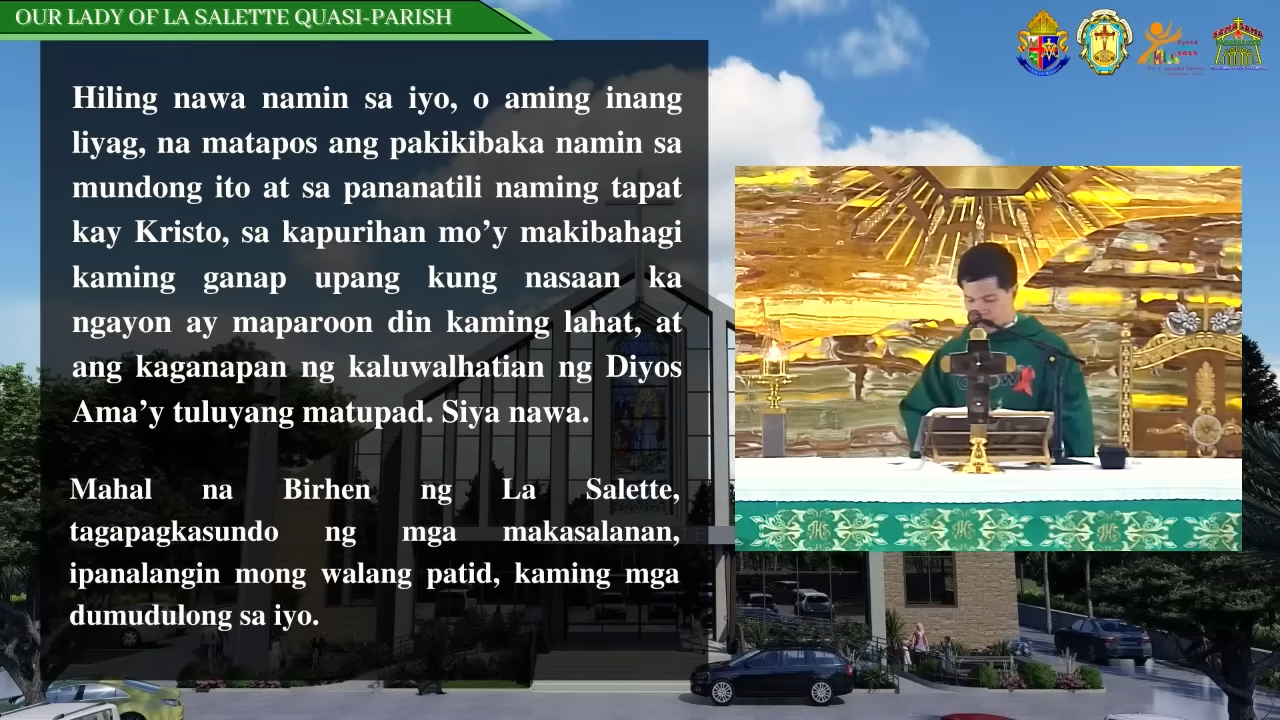 OUR LADY OF LA SALETTE QUASI-PARISH
Hiling nawa namin sa iyo, o aming inang
liyag, na matapos ang pakikibaka namin sa
mundong ito at sa pananatili naming tapat
kay Kristo, sa kapurihan mo’y makibahagi
kaming ganap upang kung nasaan ka
ngayon ay maparoon din kaming lahat, at
ang kaganapan ng kaluwalhatian ng Diyos
Ama’y tuluyang matupad. Siya nawa.
Mahal na Birhen ng La Salette,
tagapagkasundo ng mga makasalanan,
ipanalangin mong walang patid, kaming mga
dumudulong sa iyo.